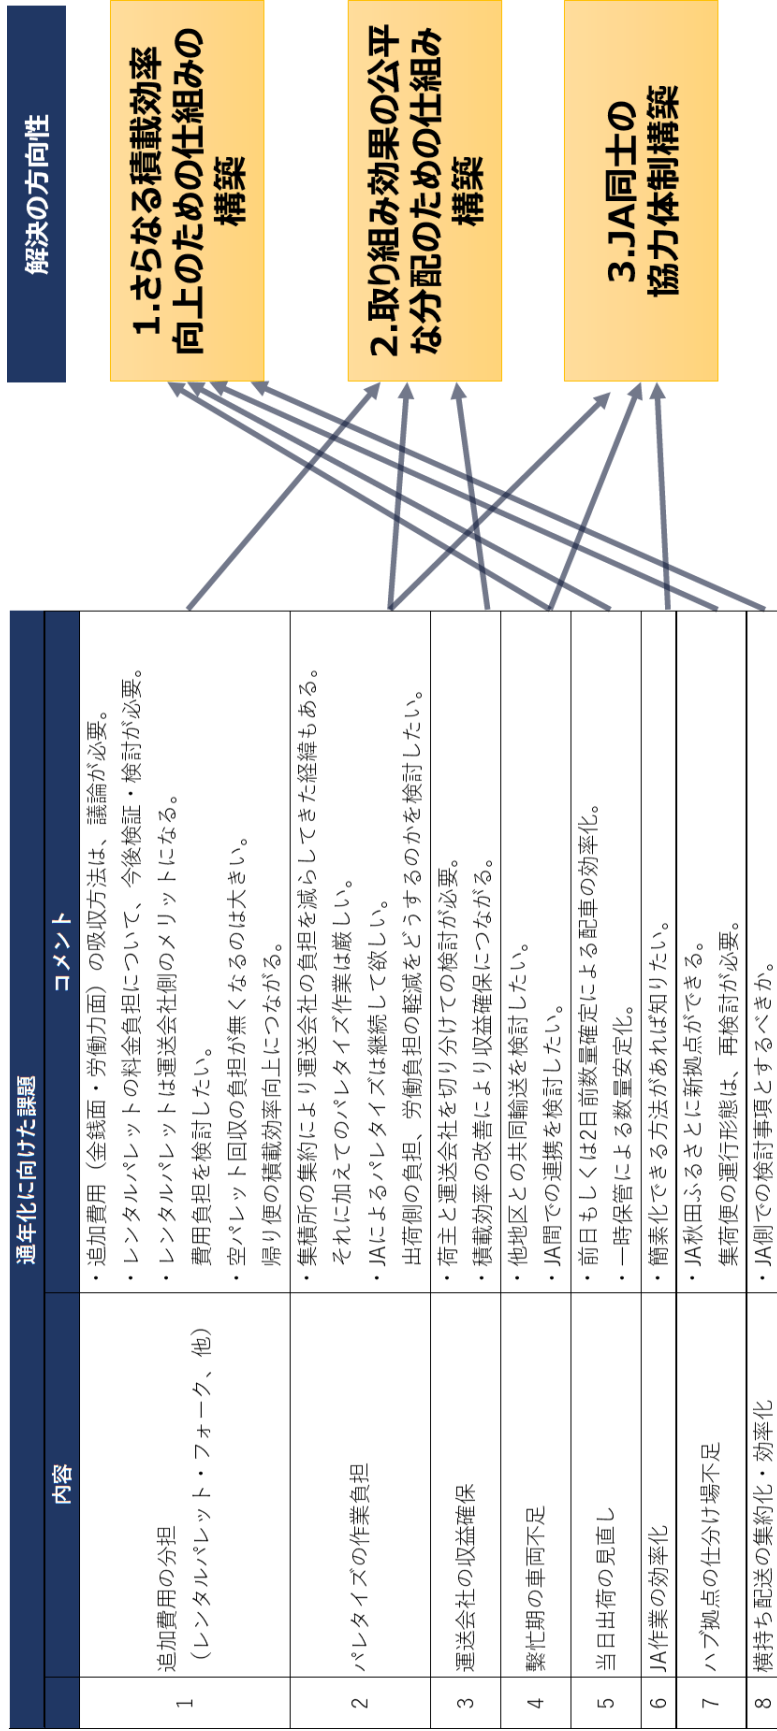 通年化に向けた課題
解決の方向性
内容
コメント
1
追加費用の分担
（レンタルパレット・フォーク、他）
・追加費用（金銭面・労働力面）の吸収方法は、議論が必要。
・レンタルパレットの料金負担について、今後検証・検討が必要。
・レンタルパレットは運送会社側のメリットになる。
費用負担を検討したい。
・空パレット回収の負担が無くなるのは大きい。
帰り便の積載効率向上につながる。
2
パレタイズの作業負担
・集積所の集約により運送会社の負担を減らしてきた経緯もある。
それに加えてのパレタイズ作業は厳しい。
・JAによるパレタイズは継続して欲しい。
出荷側の負担、労働負担の軽減をどうするのかを検討したい。
3
運送会社の収益確保
・荷主と運送会社を切り分けての検討が必要。
・積載効率の改善により収益確保につながる。
4
繫忙期の車両不足
・他地区との共同輸送を検討したい。
・JA間での連携を検討したい。
5
当日出荷の見直し
・前日もしくは2日前数量確定による配車の効率化。
・一時保管による数量安定化。
6
JA作業の効率化
・簡素化できる方法があれば知りたい。
7
ハブ拠点の仕分け場不足
・JA秋田ふるさとに新拠点ができる。
集荷便の運行形態は、再検討が必要。
8
横持ち配送の集約化・効率化
・JA側での検討事項とするべきか。
1.さらなる積載効率
向上のための仕組みの
構築
2.取り組み効果の公平
な分配のための仕組み
構築
3.JA同士の
協力体制構築